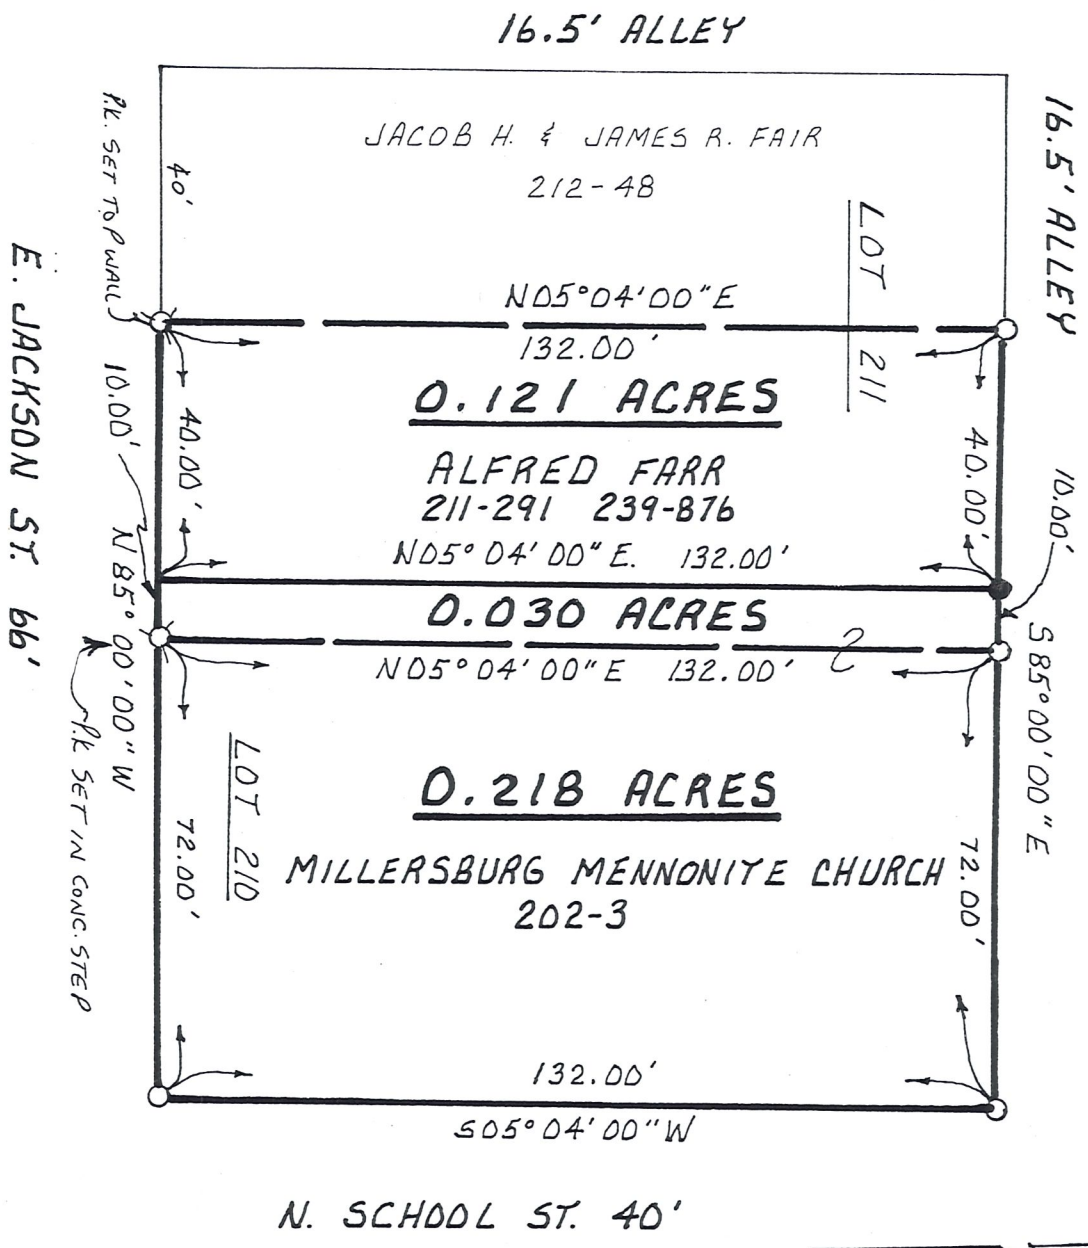 16.5' ALLEY
16.5' ALLEY
JACOB H. & JAMES R. FAIR
212-48
40'
P.K. SET TOP WALL
LOT 211
N05°04'00"E
132.00'
0.121 ACRES
ALFRED FARR
211-291 239-876
N05°04'00"E. 132.00'
40.00'
40.00'
10.00'
10.00'
0.030 ACRES
N05°04'00"E 132.00'
2
E. JACKSON ST. 66'
N85°00'00"W
S85°00'00"E
P.K SET IN CONC. STEP
LOT 210
0.218 ACRES
MILLERSBURG MENNONITE CHURCH
202-3
72.00'
72.00'
132.00'
S05°04'00"W
N. SCHOOL ST. 40'